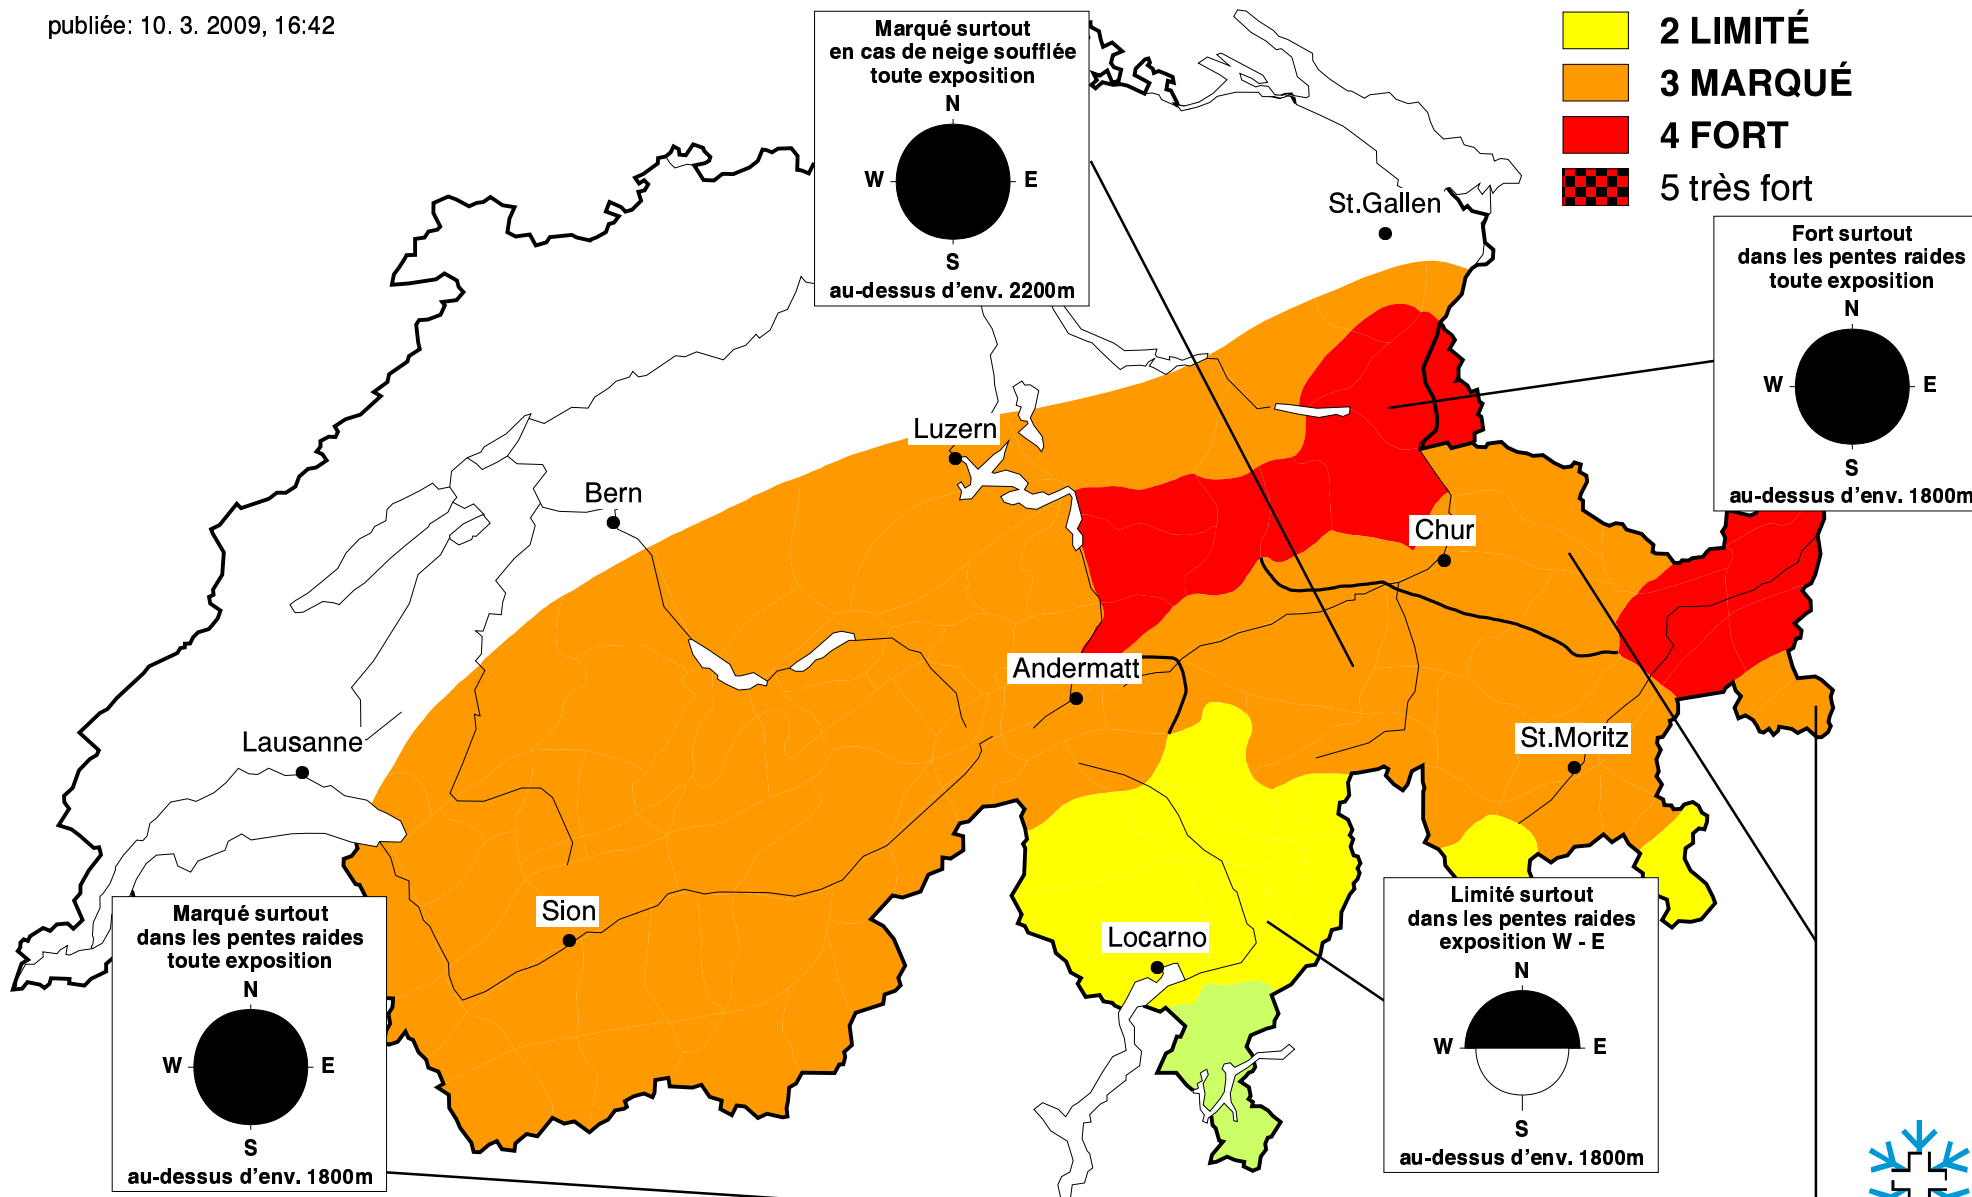 publiée: 10. 3. 2009, 16:42
Marqué surtout
en cas de neige soufflée
toute exposition
N
W E
S
au-dessus d'env. 2200m
2 LIMITÉ
3 MARQUÉ
4 FORT
5 très fort
St.Gallen
Fort surtout
dans les pentes raides
toute exposition
N
W E
S
au-dessus d'env. 1800m
Luzern
Bern
Chur
Andermatt
Lausanne
St.Moritz
Sion
Locarno
Marqué surtout
dans les pentes raides
toute exposition
N
W E
S
au-dessus d'env. 1800m
Limité surtout
dans les pentes raides
exposition W - E
N
W E
S
au-dessus d'env. 1800m